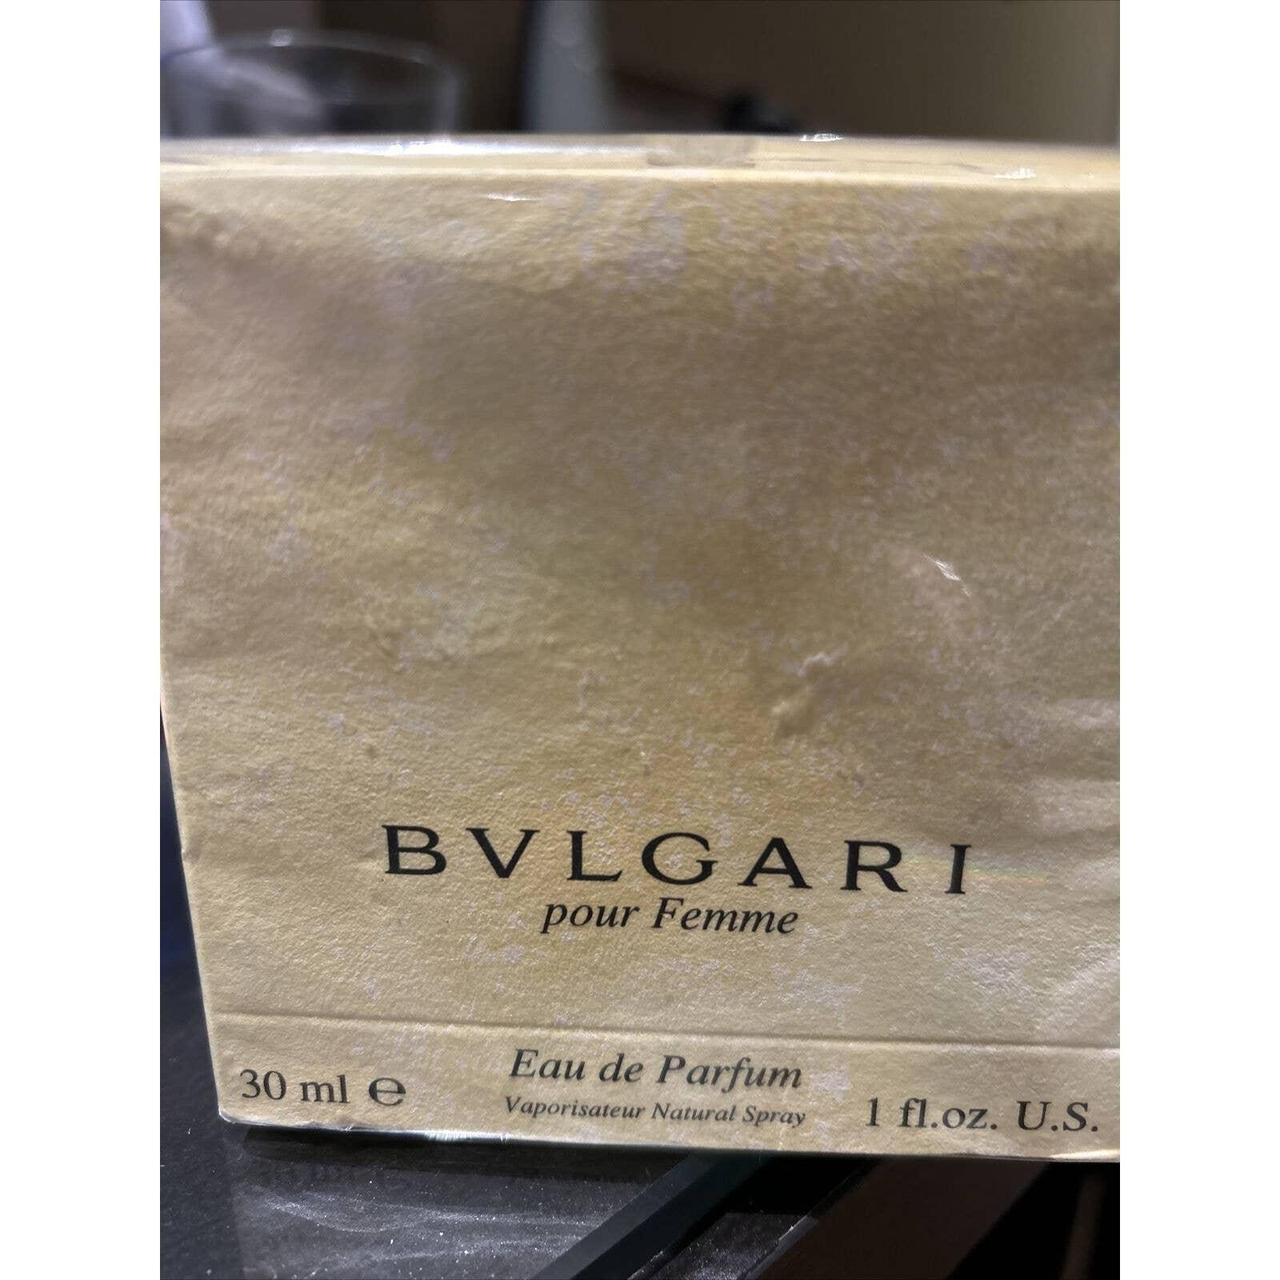 BVLGARI
pour Femme
Eau de Parfum
30 ml ℮
Vaporisateur Natural Spray
1 fl.oz. U.S.